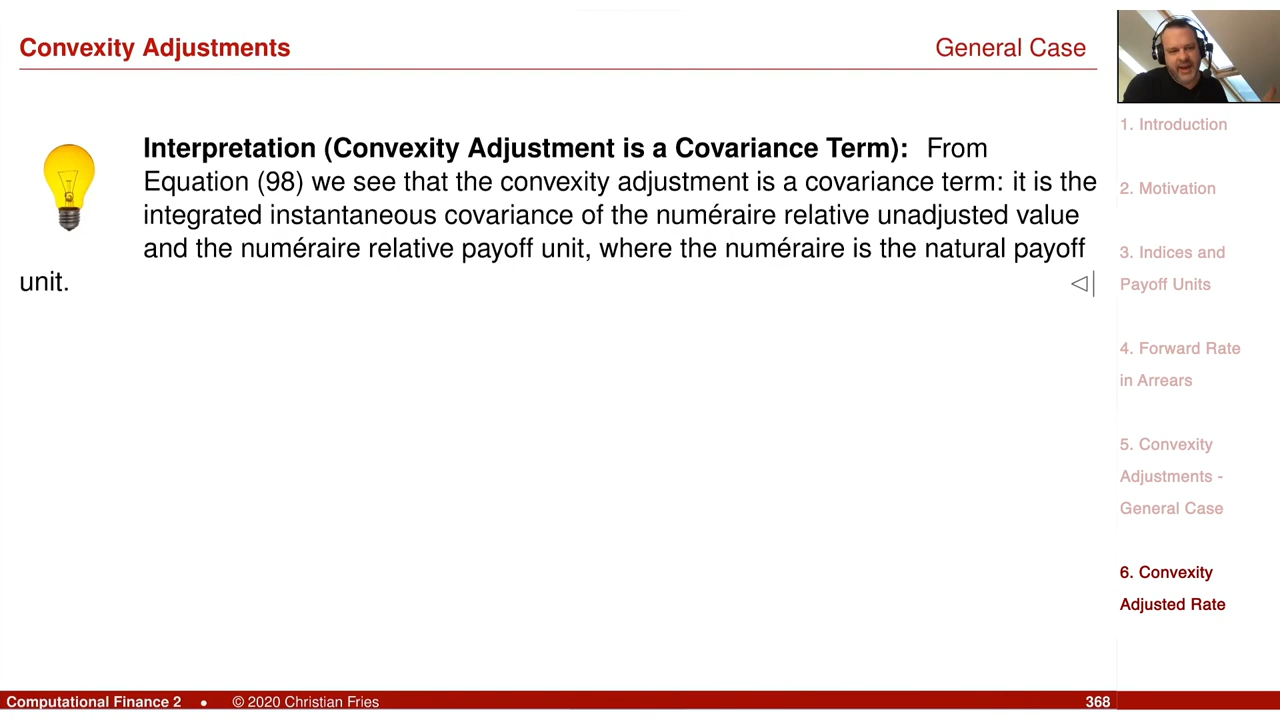 Convexity Adjustments
General Case
Interpretation (Convexity Adjustment is a Covariance Term): From
Equation (98) we see that the convexity adjustment is a covariance term: it is the
integrated instantaneous covariance of the numéraire relative unadjusted value
and the numéraire relative payoff unit, where the numéraire is the natural payoff
unit.
1. Introduction
2. Motivation
3. Indices and
Payoff Units
4. Forward Rate
in Arrears
5. Convexity
Adjustments -
General Case
6. Convexity
Adjusted Rate
Computational Finance 2 • © 2020 Christian Fries
368